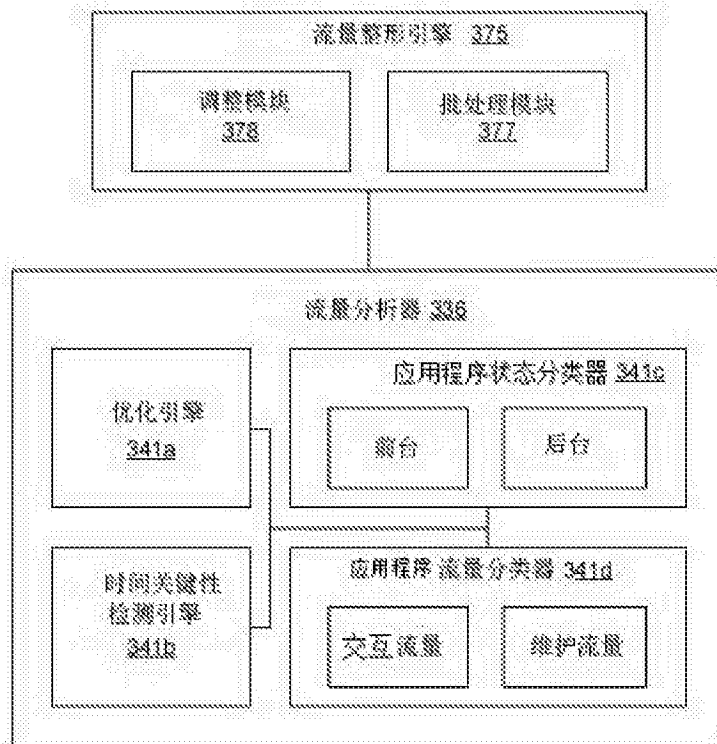 流量整形引擎 375
调整模块
378
批处理模块
377
流量分析器 336
优化引擎
341a
应用程序状态分类器 341c
前台
后台
时间关键性
检测引擎
341b
应用程序 流量分类器 341d
交互流量
维护流量